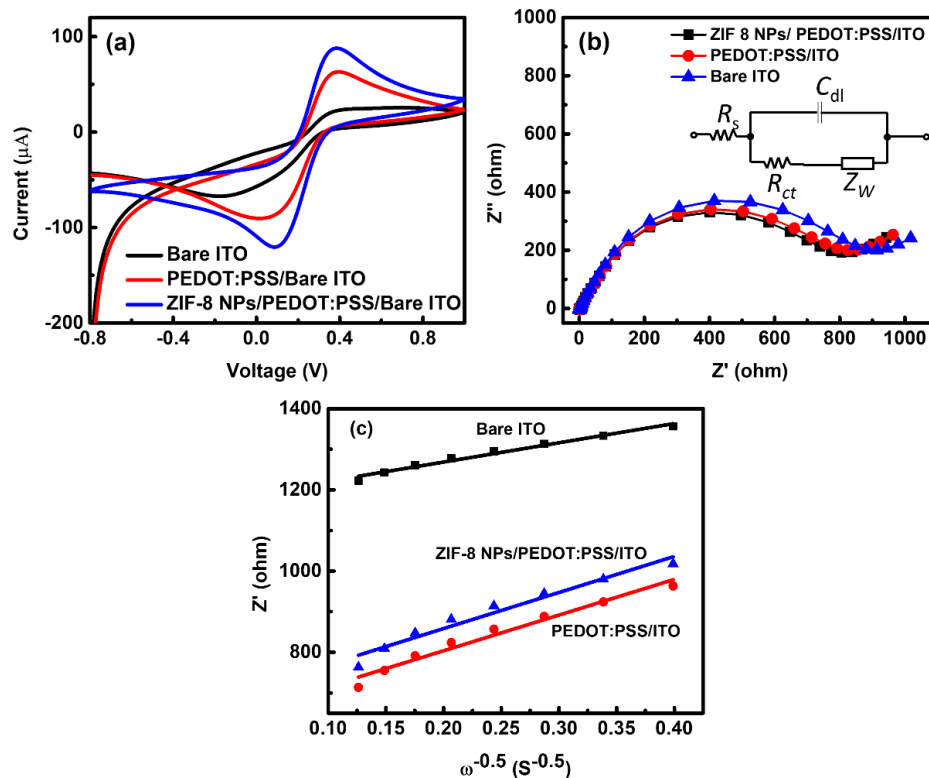 (a)
100
50
0
-50
-100
-200
Current (µA)
Bare ITO
PEDOT:PSS/Bare ITO
ZIF-8 NPs/PEDOT:PSS/Bare ITO
-0.8 -0.4 0.0 0.4 0.8
Voltage (V)
(b)
1000
800
600
400
200
0
Z'' (ohm)
ZIF 8 NPs/ PEDOT:PSS/ITO
PEDOT:PSS/ITO
Bare ITO
Cdl
Rs
Rct
ZW
0 200 400 600 800 1000
Z' (ohm)
(c)
1400
1200
1000
800
Z' (ohm)
Bare ITO
ZIF-8 NPs/PEDOT:PSS/ITO
PEDOT:PSS/ITO
0.10 0.15 0.20 0.25 0.30 0.35 0.40
ω-0.5 (S-0.5)